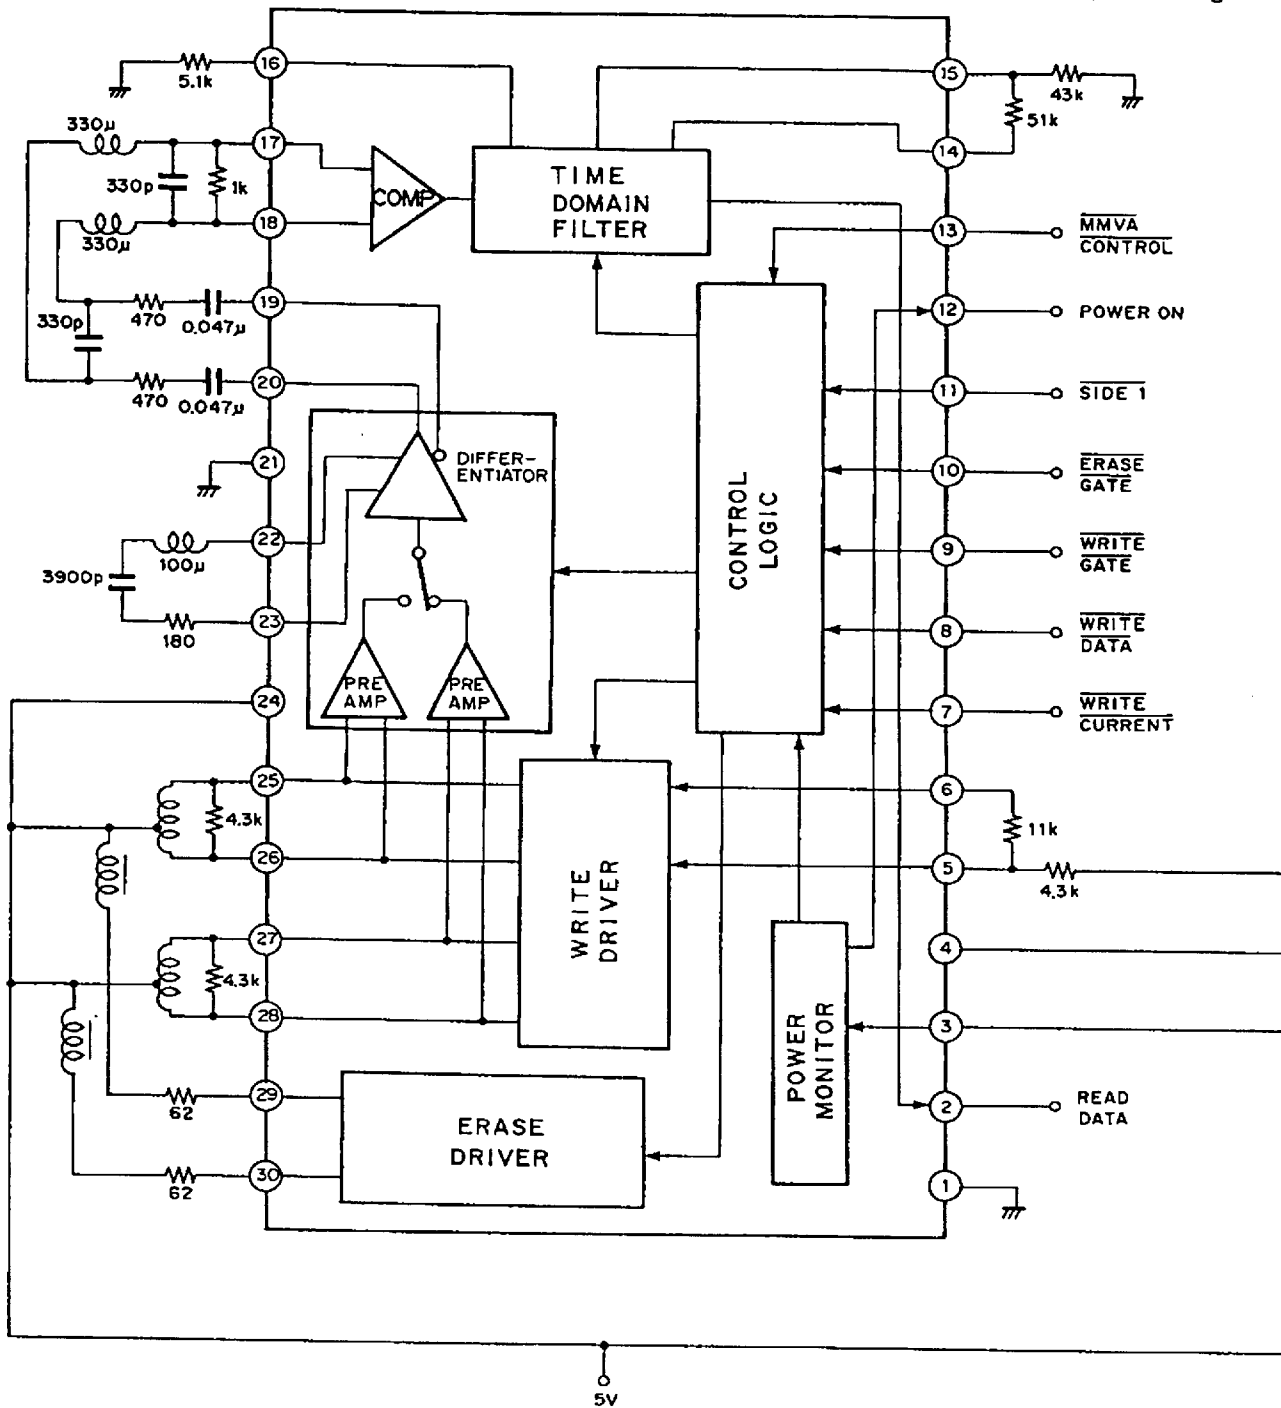 16
5.1k
15
43k
51k
14
330μ
17
330p
1k
18
330μ
COMP
TIME
DOMAIN
FILTER
13
MMVA
CONTROL
19
470
0.047μ
330p
12
POWER ON
20
470
0.047μ
11
SIDE 1
21
DIFFER-
ENTIATOR
10
ERASE
GATE
CONTROL
LOGIC
22
100μ
3900p
9
WRITE
GATE
23
180
8
WRITE
DATA
PRE
AMP
PRE
AMP
24
7
WRITE
CURRENT
25
4.3k
26
6
11k
5
4.3k
WRITE
DRIVER
27
4.3k
28
4
3
POWER
MONITOR
29
62
ERASE
DRIVER
2
READ
DATA
30
62
1
5V